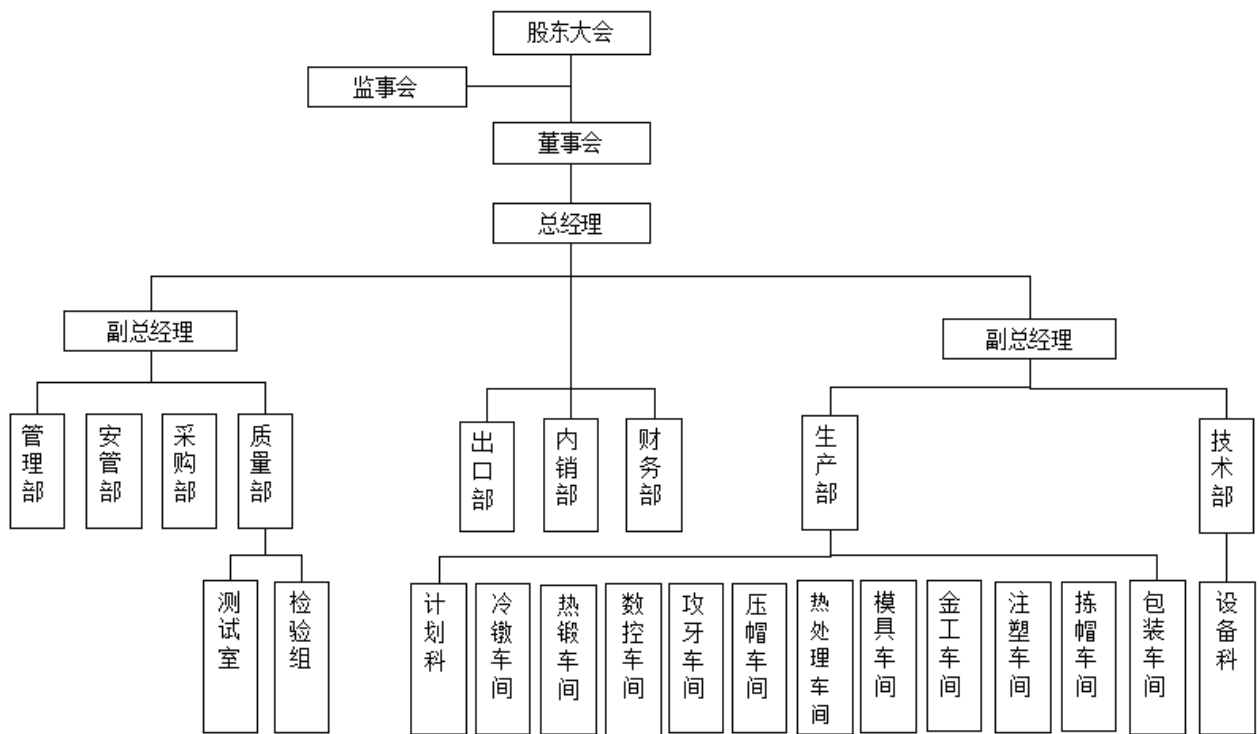 股东大会
监事会
董事会
总经理
副总经理
副总经理
管理部
安管部
采购部
质量部
出口部
内销部
财务部
生产部
技术部
测试室
检验组
计划科
冷镦车间
热锻车间
数控车间
攻牙车间
压帽车间
热处理车间
模具车间
金工车间
注塑车间
拣帽车间
包装车间
设备科